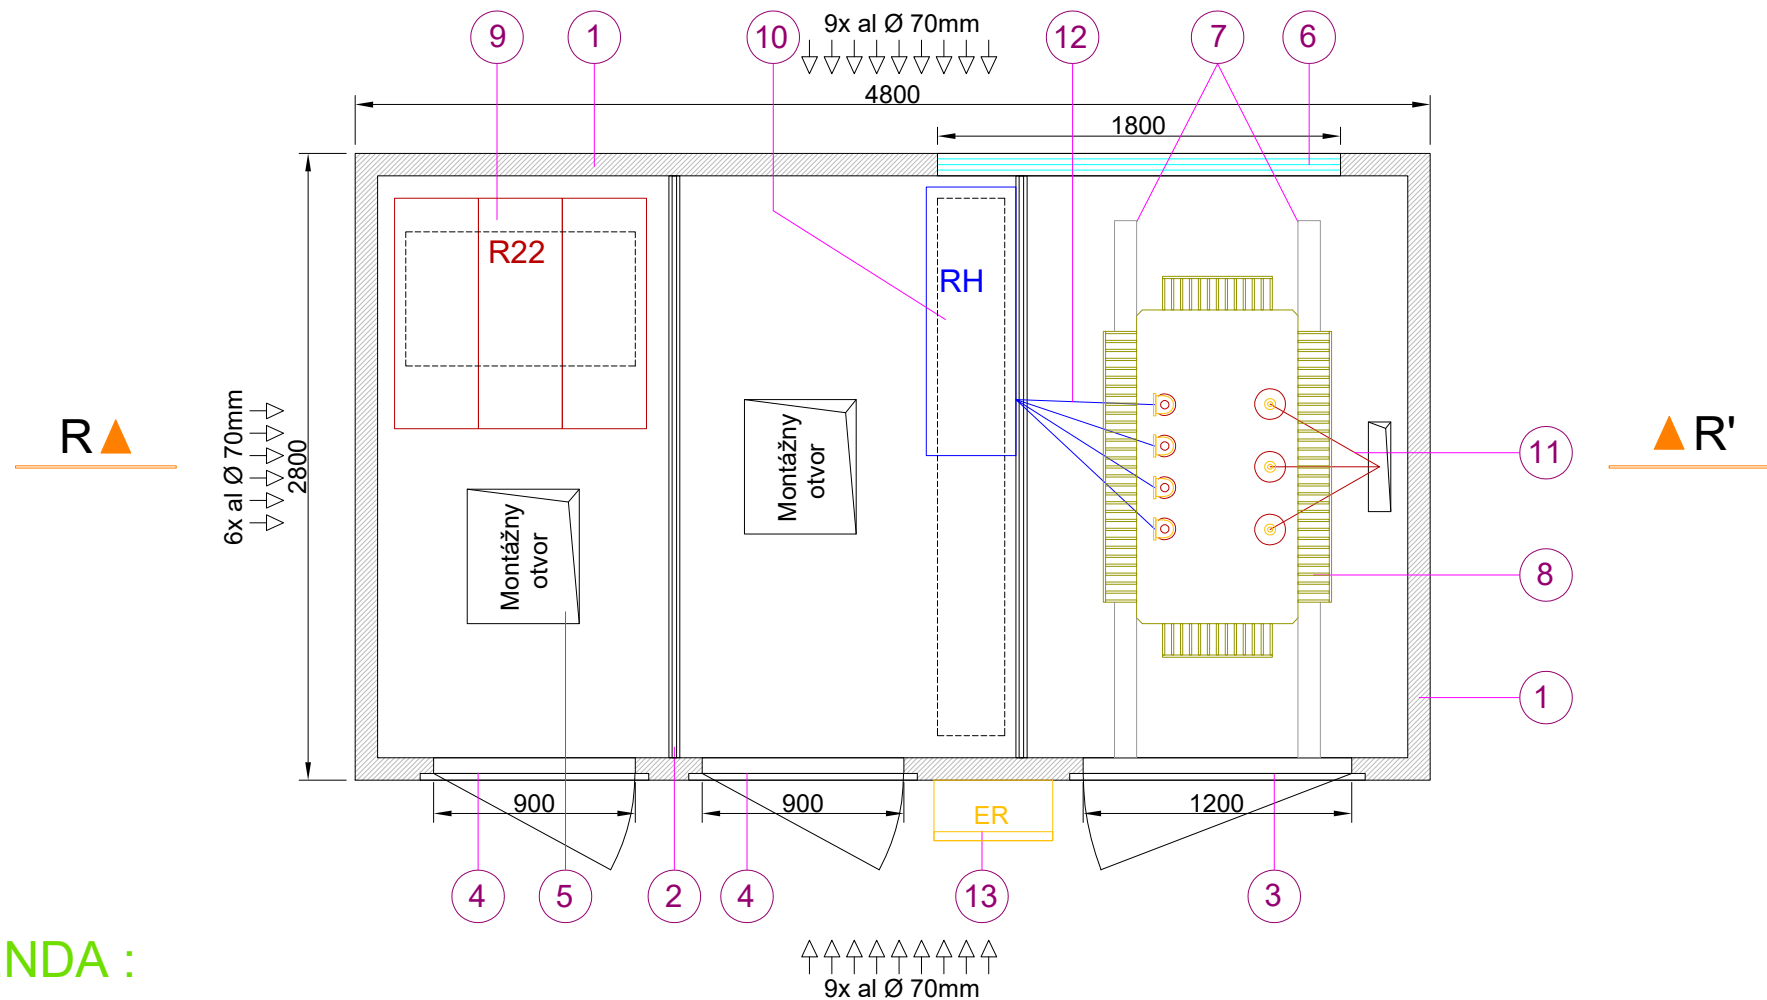 9x al Ø 70mm
9
1
10
12
7
6
4800
1800
R22
RH
R
R'
6x al Ø 70mm
2800
Montážny
otvor
Montážny
otvor
11
8
1
900
900
ER
1200
4
5
2
4
13
3
NDA :
9x al Ø 70mm